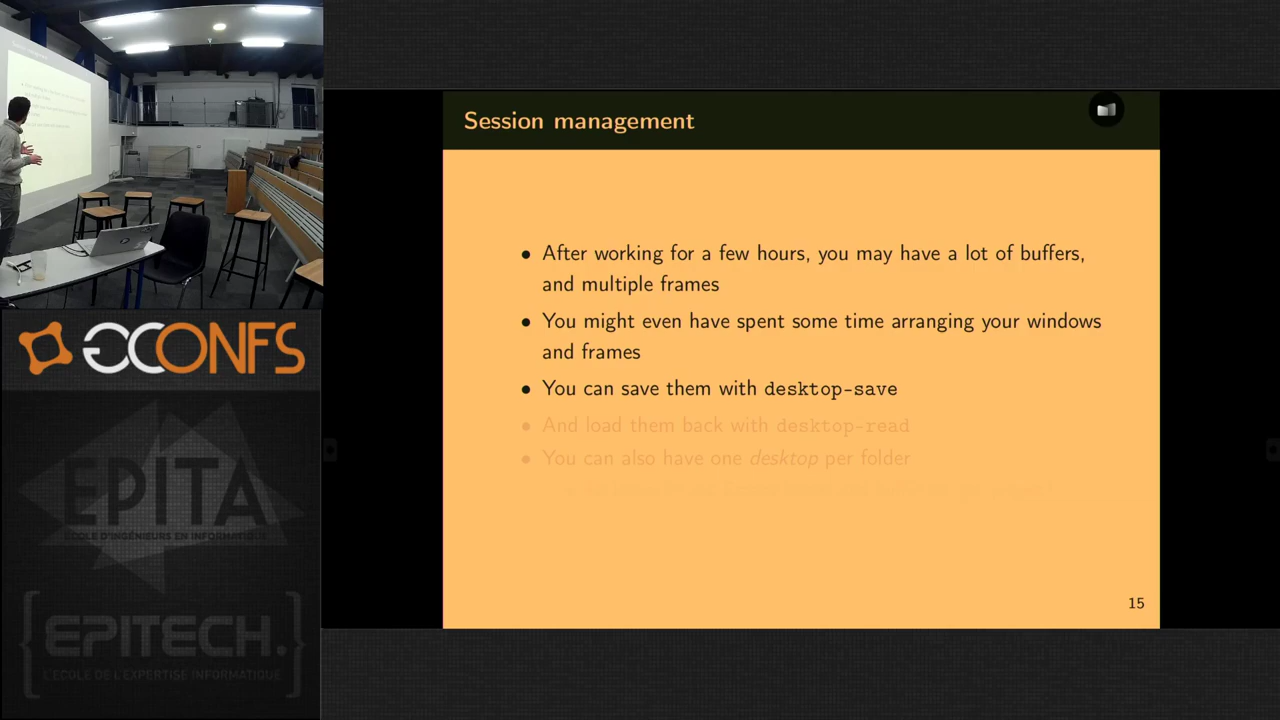 Session management
• After working for a few hours, you may have a lot of buffers,
and multiple frames
• You might even have spent some time arranging your windows
and frames
• You can save them with desktop-save
• And load them back with desktop-read
• You can also have one desktop per folder
15
GCONFS
EPITA
ÉCOLE D'INGÉNIEURS EN INFORMATIQUE
{EPITECH.}
L'ECOLE DE L'EXPERTISE INFORMATIQUE